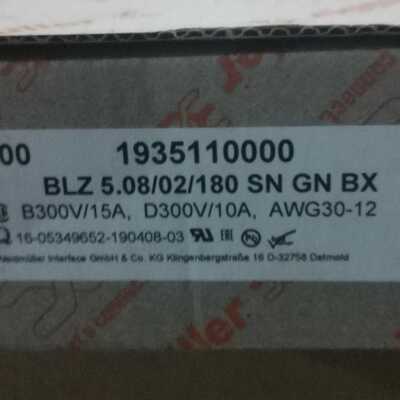 00 1935110000
BLZ 5.08/02/180 SN GN BX
B300V/15A, D300V/10A, AWG30-12
16-05349652-190408-03
Weidmüller Interface GmbH & Co. KG Klingenbergstraße 16 D-32758 Detmold